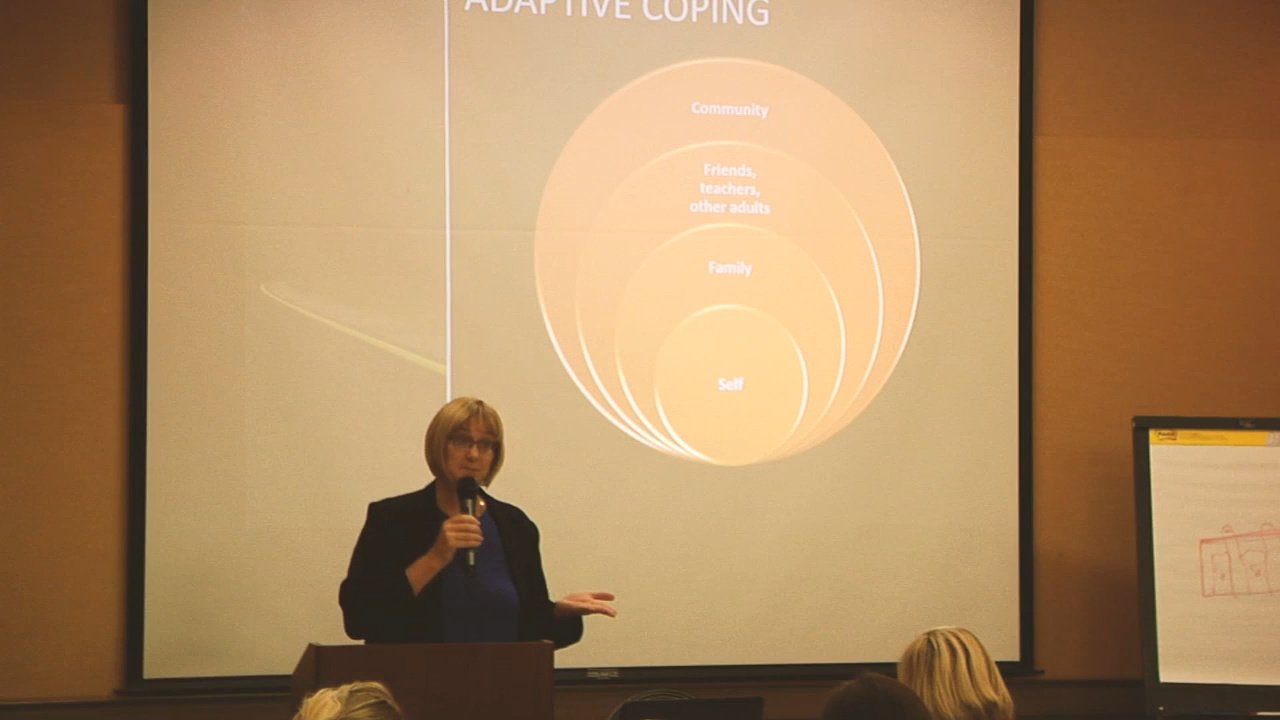 ADAPTIVE COPING
Community
Friends,
teachers,
other adults
Family
Self